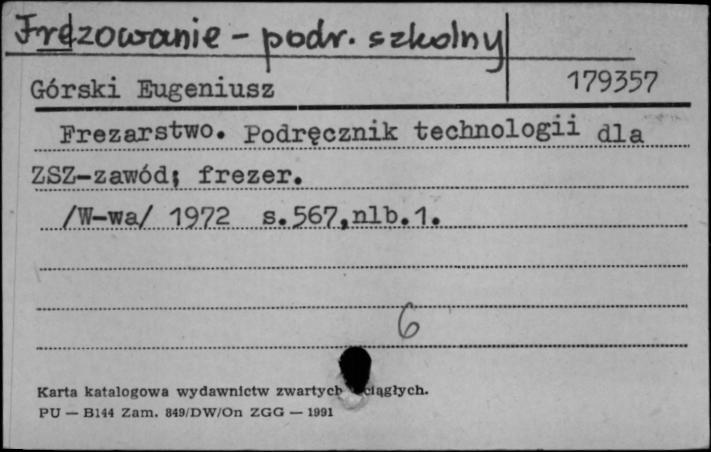 Frezowanie - podr. szkolny
Górski Eugeniusz 179357
Frezarstwo. Podręcznik technologii dla
ZSZ-zawód; frezer.
/W-wa/ 1972 s.567,nlb.1.
6
Karta katalogowa wydawnictw zwartych ciągłych.
PU — B144 Zam. 849/DW/On ZGG — 1991